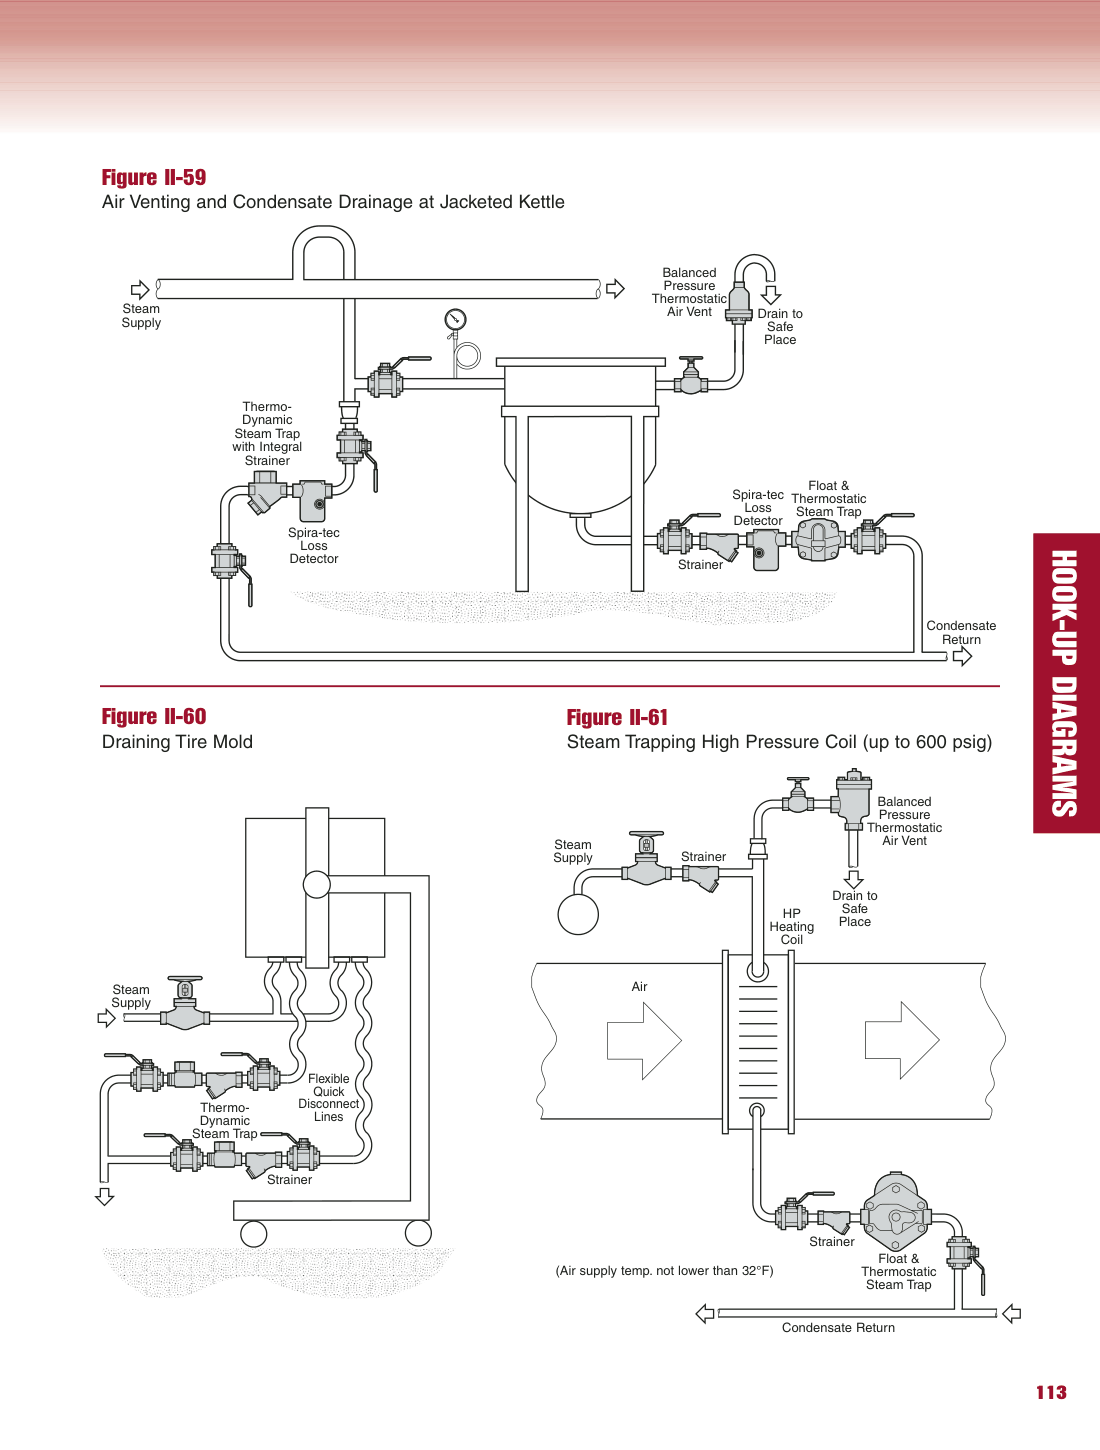 Figure II-59
Air Venting and Condensate Drainage at Jacketed Kettle
Steam
Supply
Balanced
Pressure
Thermostatic
Air Vent
Drain to
Safe
Place
Thermo-
Dynamic
Steam Trap
with Integral
Strainer
Spira-tec
Loss
Detector
Spira-tec
Loss
Detector
Float &
Thermostatic
Steam Trap
Strainer
Condensate
Return
HOOK-UP DIAGRAMS
Figure II-60
Draining Tire Mold
Steam
Supply
Flexible
Quick
Disconnect
Lines
Thermo-
Dynamic
Steam Trap
Strainer
Figure II-61
Steam Trapping High Pressure Coil (up to 600 psig)
Balanced
Pressure
Thermostatic
Air Vent
Steam
Supply
Strainer
Drain to
Safe
Place
HP
Heating
Coil
Air
Strainer
Float &
Thermostatic
Steam Trap
(Air supply temp. not lower than 32°F)
Condensate Return
113